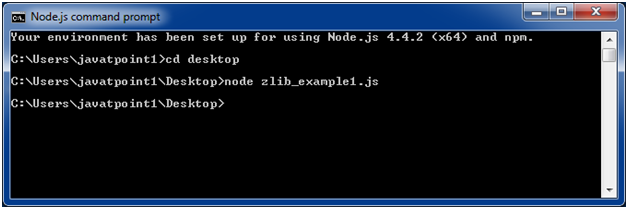 Node.js command prompt
Your environment has been set up for using Node.js 4.4.2 (x64) and npm.
C:\Users\javatpoint1>cd desktop
C:\Users\javatpoint1\Desktop>node zlib_example1.js
C:\Users\javatpoint1\Desktop>